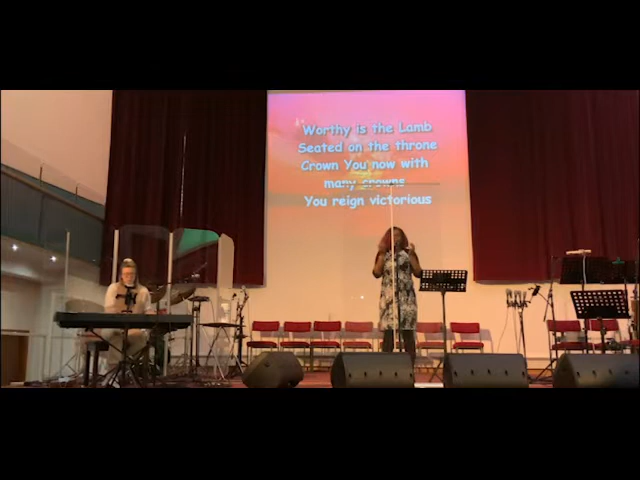 Worthy is the Lamb
Seated on the throne
Crown You now with
many crowns
You reign victorious